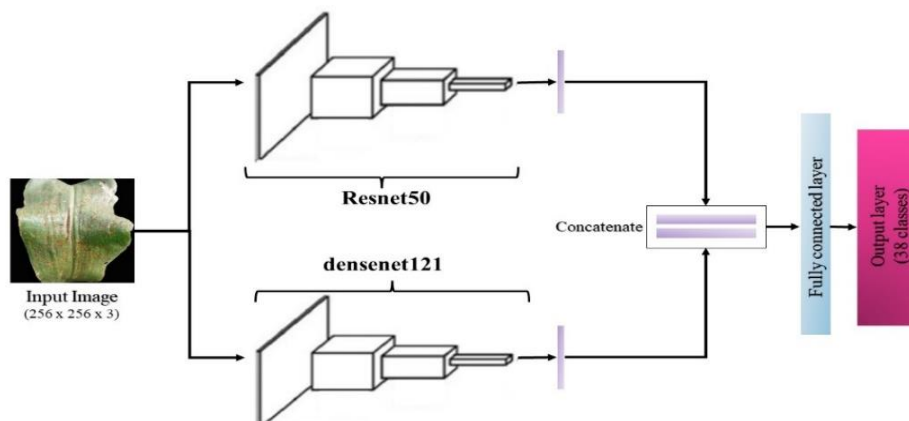 Resnet50
densenet121
Input Image
(256 x 256 x 3)
Concatenate
Fully connected layer
Output layer
(38 classes)